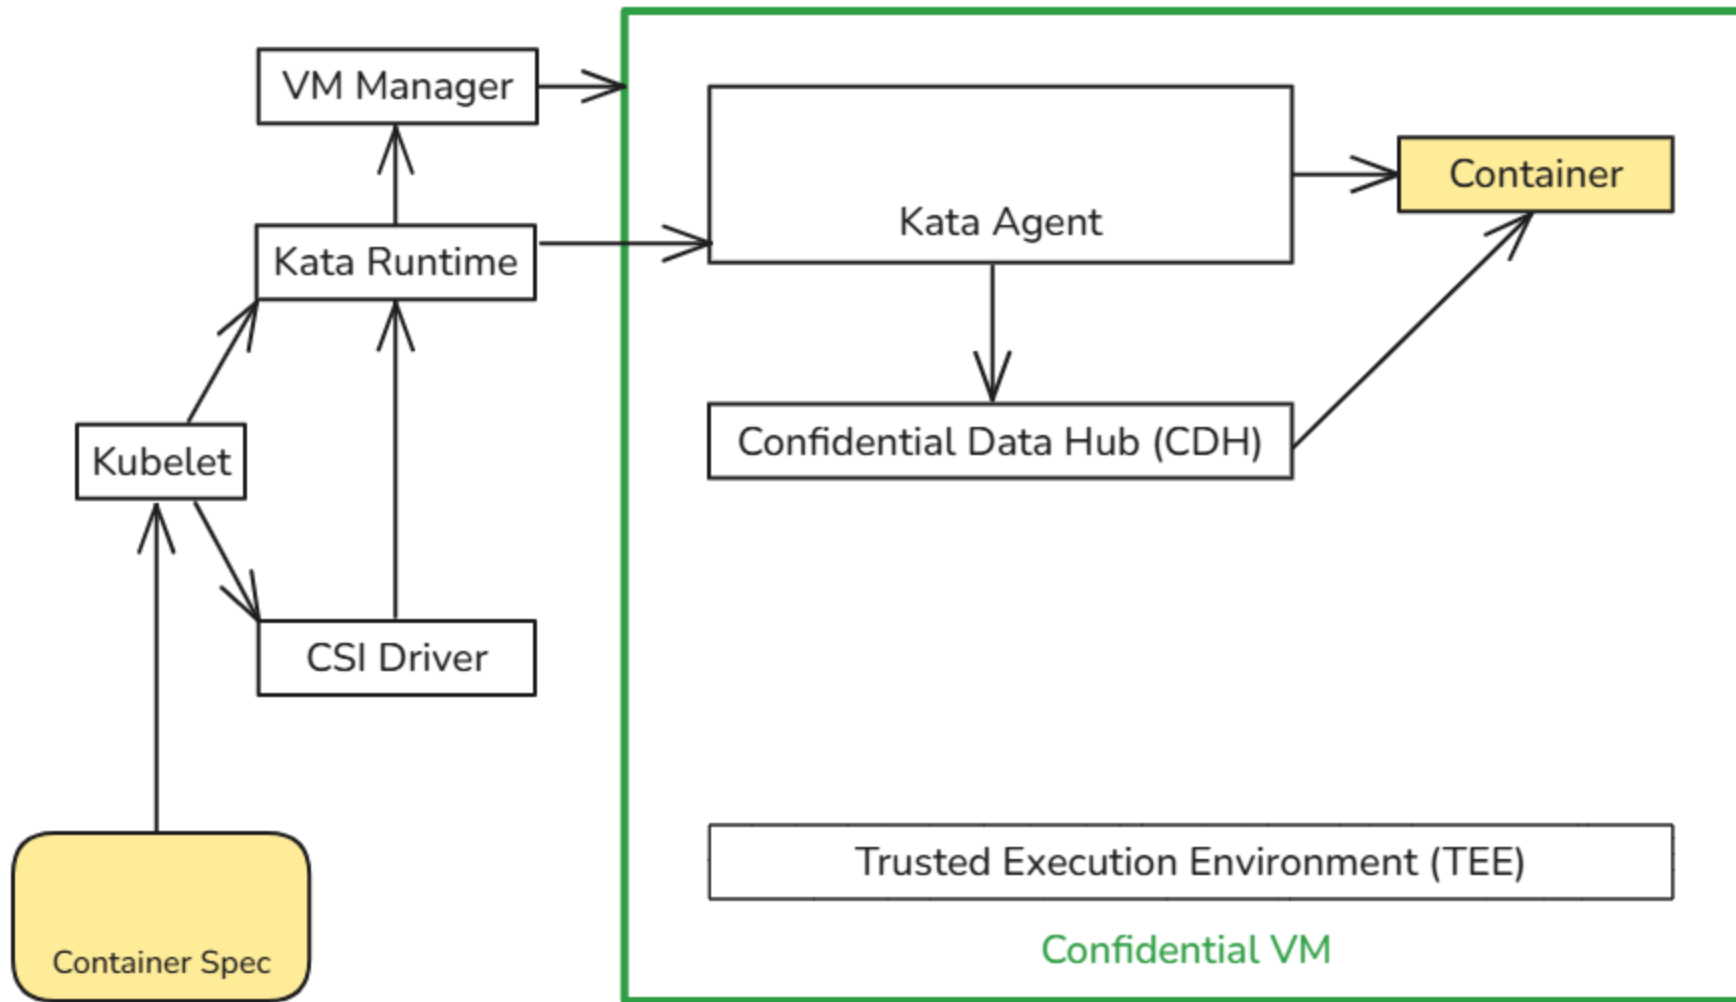 VM Manager
Kata Agent
Container
Kata Runtime
Confidential Data Hub (CDH)
Kubelet
CSI Driver
Trusted Execution Environment (TEE)
Container Spec
Confidential VM